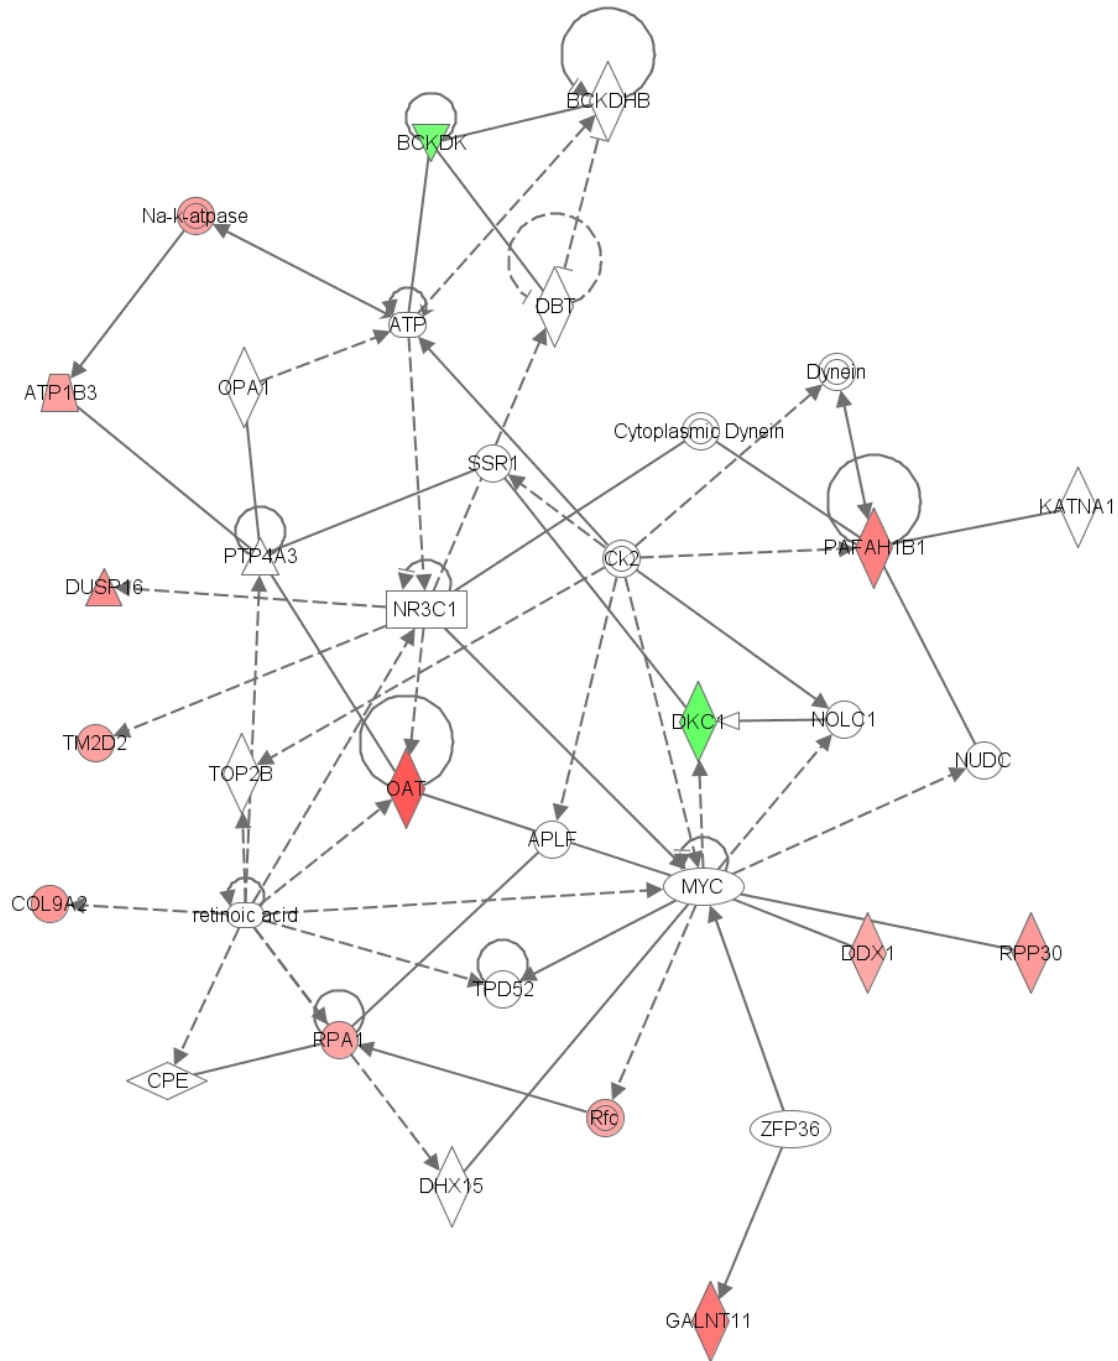 BCKDHB
BCKDK
Na-k-atpase
DBT
ATP
Dynein
OPA1
ATP1B3
Cytoplasmic Dynein
SSR1
KATNA1
PAFAH1B1
PTP4A3
Ck2
DUSP16
NR3C1
DKC1
NOLC1
TM2D2
NUDC
TOP2B
OAT
APLF
MYC
COL9A2
retinoic acid
DDX1
RPP30
TPD52
RPA1
CPE
Rfc
ZFP36
DHX15
GALNT11